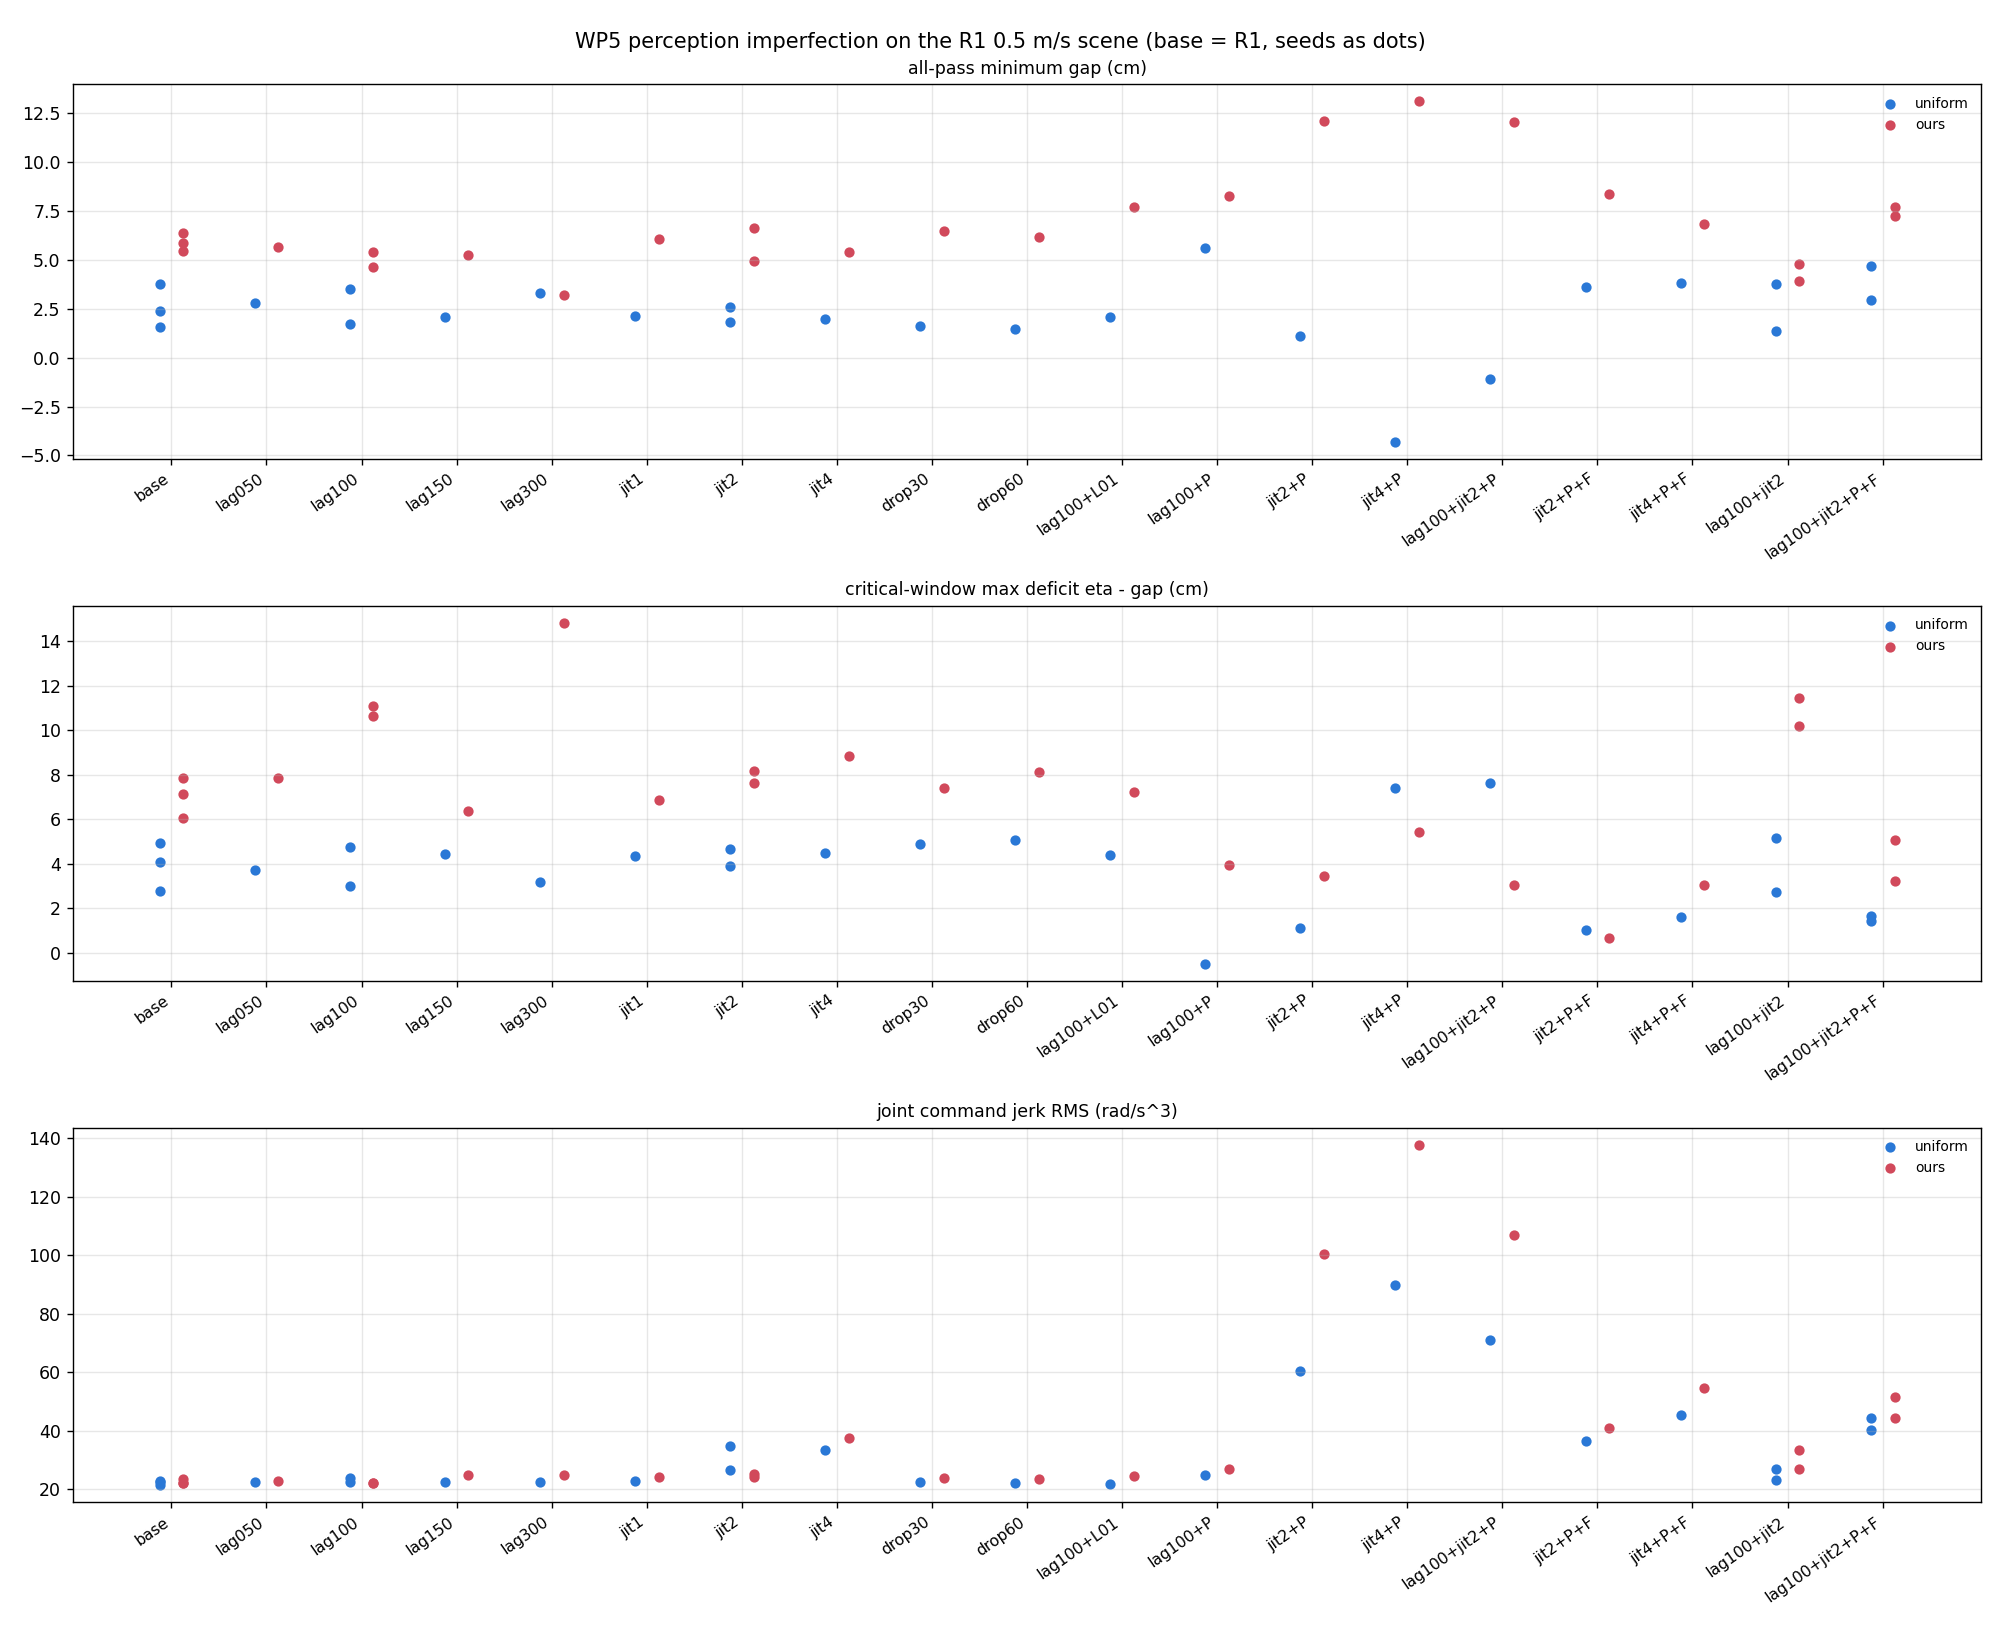 WP5 perception imperfection on the R1 0.5 m/s scene (base = R1, seeds as dots)
all-pass minimum gap (cm)
uniform
ours
12.5
10.0
7.5
5.0
2.5
0.0
−2.5
−5.0
base
lag050
lag100
lag150
lag300
jit1
jit2
jit4
drop30
drop60
lag100+L01
lag100+P
jit2+P
jit4+P
lag100+jit2+P
jit2+P+F
jit4+P+F
lag100+jit2
lag100+jit2+P+F
critical-window max deficit eta - gap (cm)
uniform
ours
14
12
10
8
6
4
2
0
base
lag050
lag100
lag150
lag300
jit1
jit2
jit4
drop30
drop60
lag100+L01
lag100+P
jit2+P
jit4+P
lag100+jit2+P
jit2+P+F
jit4+P+F
lag100+jit2
lag100+jit2+P+F
joint command jerk RMS (rad/s^3)
uniform
ours
140
120
100
80
60
40
20
base
lag050
lag100
lag150
lag300
jit1
jit2
jit4
drop30
drop60
lag100+L01
lag100+P
jit2+P
jit4+P
lag100+jit2+P
jit2+P+F
jit4+P+F
lag100+jit2
lag100+jit2+P+F